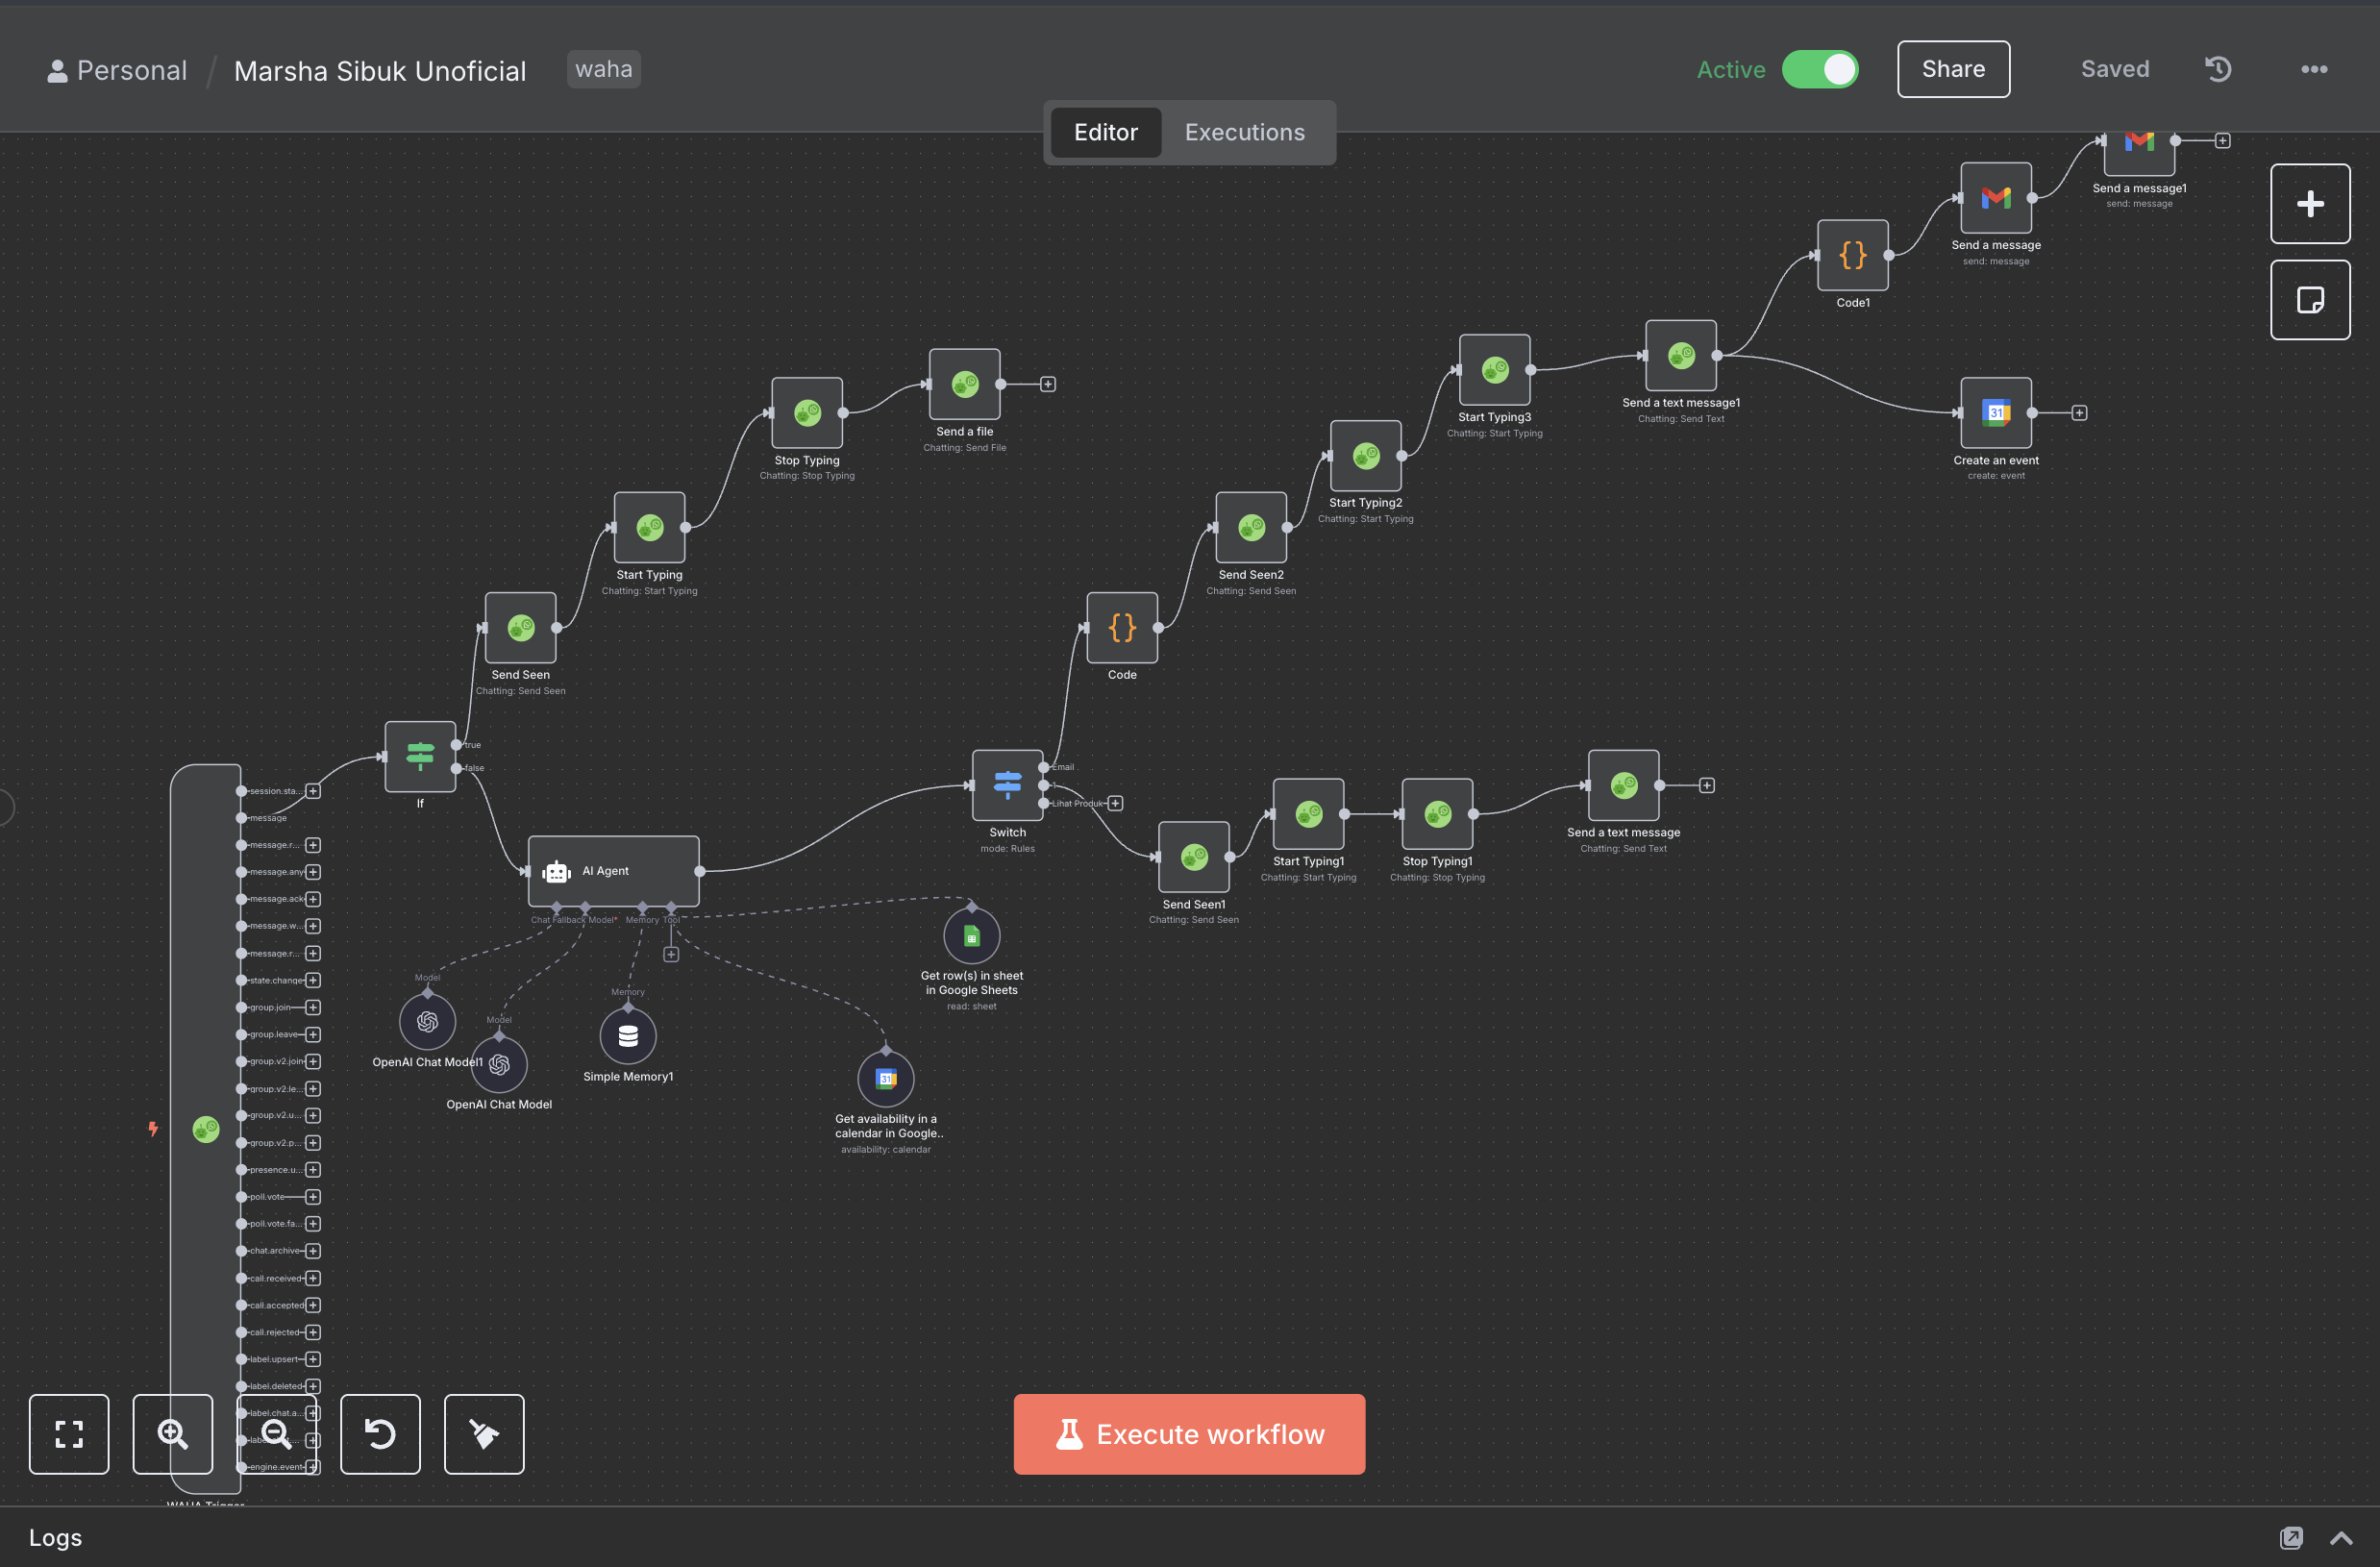 Personal / Marsha Sibuk Unoficial waha
Active Share Saved
Editor Executions
Send a message1
send: message
Send a message
send: message
Code1
Send a text message1
Chatting: Send Text
Create an event
create: event
Start Typing3
Chatting: Start Typing
Start Typing2
Chatting: Start Typing
Send Seen2
Chatting: Send Seen
Code
Send a file
Chatting: Send File
Stop Typing
Chatting: Stop Typing
Start Typing
Chatting: Start Typing
Send Seen
Chatting: Send Seen
true
false
If
Email
1
Lihat Produk
Switch
mode: Rules
Send Seen1
Chatting: Send Seen
Start Typing1
Chatting: Start Typing
Stop Typing1
Chatting: Stop Typing
Send a text message
Chatting: Send Text
AI Agent
Chat Fallback Model* Memory Tool
Model
OpenAI Chat Model1
Model
OpenAI Chat Model
Memory
Simple Memory1
31
Get availability in a
calendar in Google..
availability: calendar
Get row(s) in sheet
in Google Sheets
read: sheet
31
session.sta...
message
message.r...
message.any
message.ack
message.w...
message.r...
state.change
group.join
group.leave
group.v2.join
group.v2.le...
group.v2.u...
group.v2.p...
presence.u...
poll.vote
poll.vote.fa...
chat.archive
call.received
call.accepted
call.rejected
label.upsert
label.deleted
label.chat.a...
engine.event
WAHA Trigger
Execute workflow
Logs